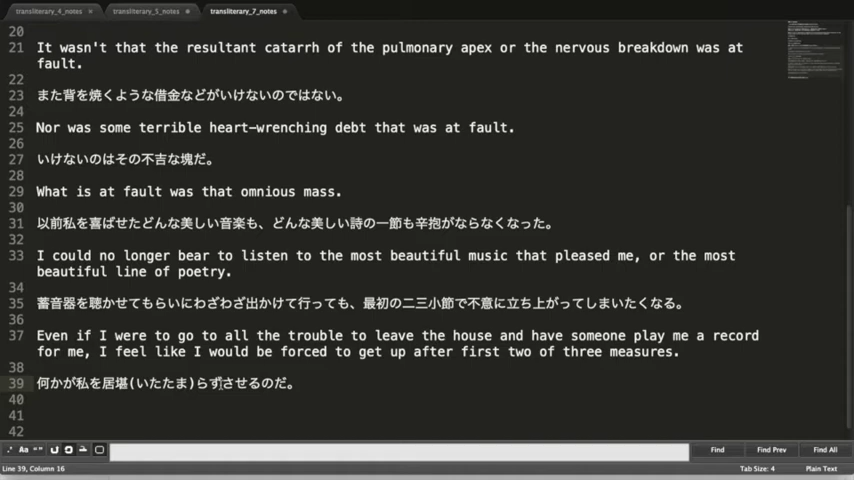 transliterary_4_notes
transliterary_5_notes
transliterary_7_notes
20
21 It wasn't that the resultant catarrh of the pulmonary apex or the nervous breakdown was at
fault.
22
23 また背を焼くような借金などがいけないのではない。
24
25 Nor was some terrible heart-wrenching debt that was at fault.
26
27 いけないのはその不吉な塊だ。
28
29 What is at fault was that omnious mass.
30
31 以前私を喜ばせたどんな美しい音楽も、どんな美しい詩の一節も辛抱がならなくなった。
32
33 I could no longer bear to listen to the most beautiful music that pleased me, or the most
beautiful line of poetry.
34
35 蓄音器を聴かせてもらいにわざわざ出かけて行っても、最初の二三小節で不意に立ち上がってしまいたくなる。
36
37 Even if I were to go to all the trouble to leave the house and have someone play me a record
for me, I feel like I would be forced to get up after first two of three measures.
38
39 何かが私を居堪(いたたま)らずさせるのだ。
40
41
42
.* Aa “”
Find
Find Prev
Find All
Line 39, Column 16
Tab Size: 4
Plain Text